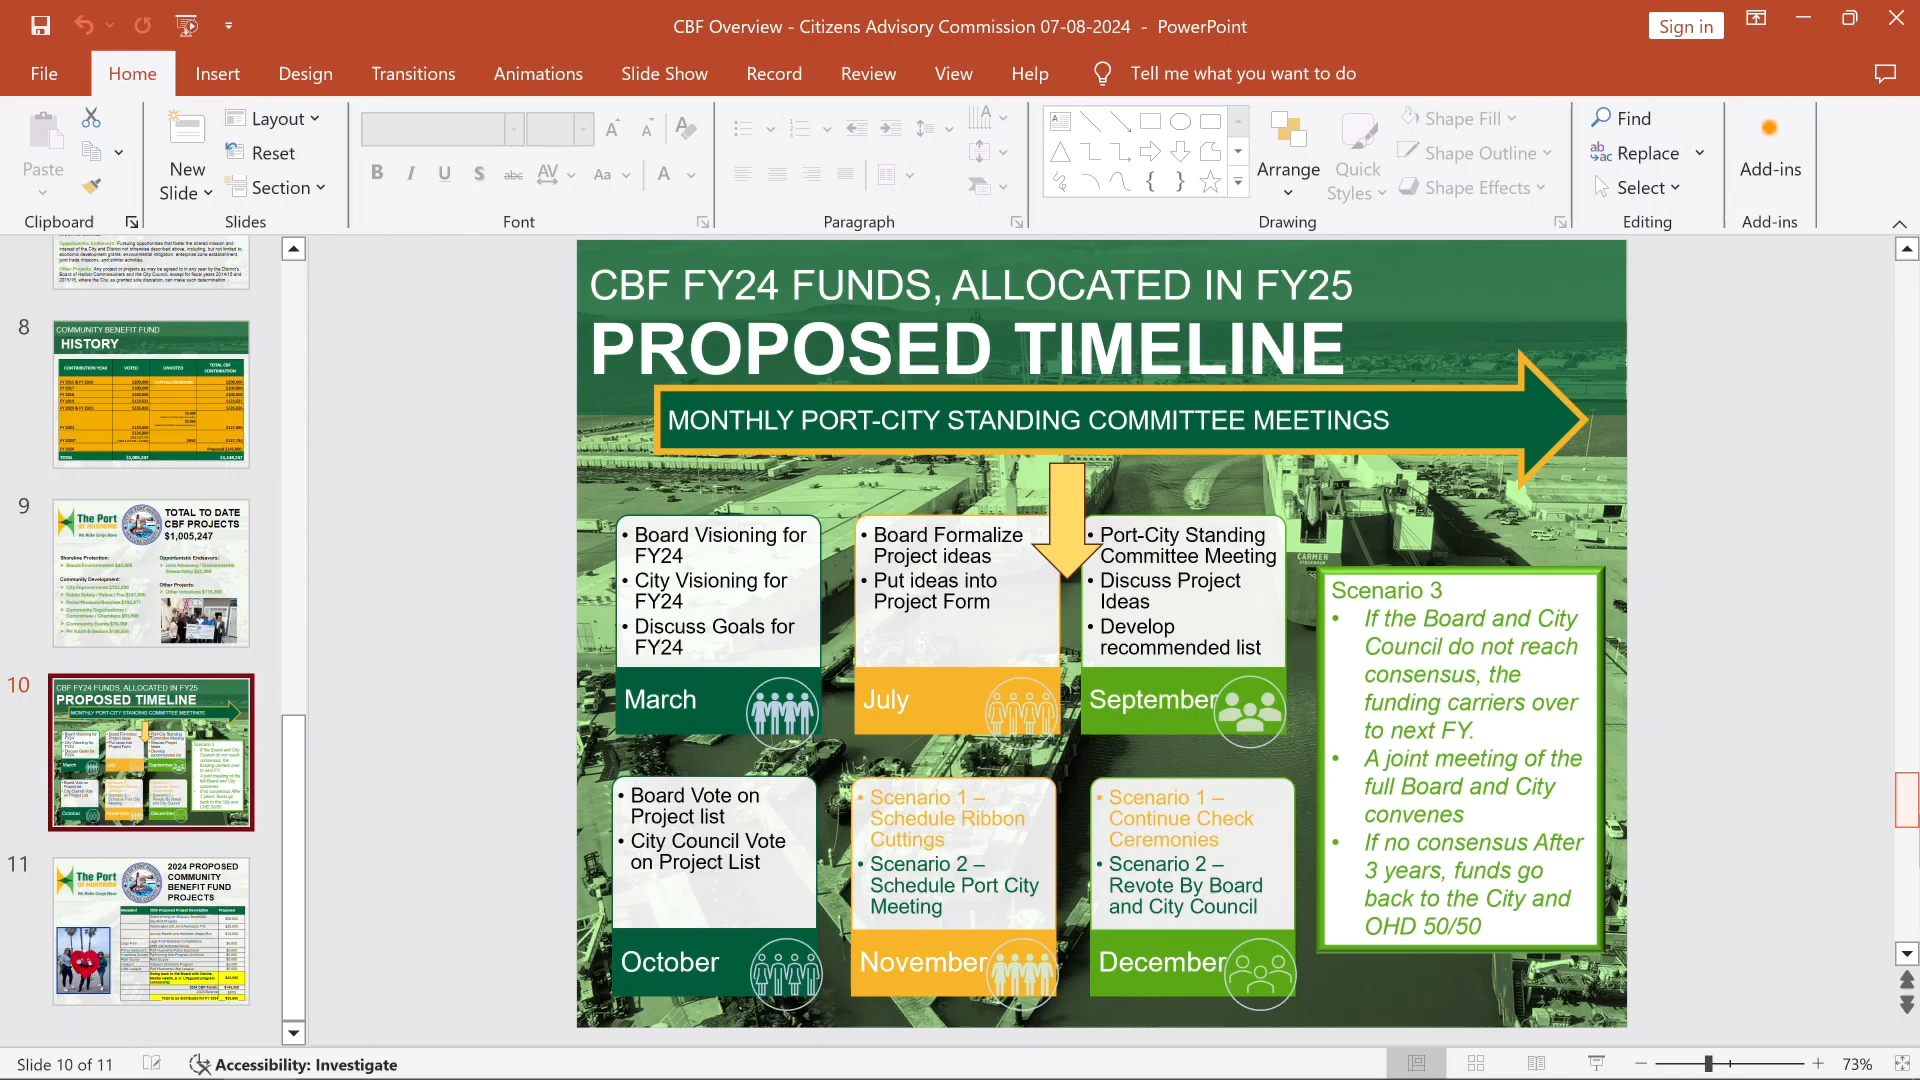 CBF Overview - Citizens Advisory Commission 07-08-2024 - PowerPoint
Sign in
File
Home
Insert
Design
Transitions
Animations
Slide Show
Record
Review
View
Help
Tell me what you want to do
Paste
New
Slide
Layout
Reset
Section
Shape Fill
Shape Outline
Shape Effects
Arrange
Quick
Styles
Find
Replace
Select
Add-ins
Clipboard
Slides
Font
Paragraph
Drawing
Editing
Add-ins
8
COMMUNITY BENEFIT FUND
HISTORY
9
The Port
TOTAL TO DATE
CBF PROJECTS
$1,005,247
10
11
The Port
2024 PROPOSED
COMMUNITY
BENEFIT FUND
PROJECTS
CBF FY24 FUNDS, ALLOCATED IN FY25
PROPOSED TIMELINE
MONTHLY PORT-CITY STANDING COMMITTEE MEETINGS
• Board Visioning for
FY24
• City Visioning for
FY24
• Discuss Goals for
FY24
March
• Board Formalize
Project ideas
• Put ideas into
Project Form
July
• Port-City Standing
Committee Meeting
• Discuss Project
Ideas
• Develop
recommended list
September
• Board Vote on
Project list
• City Council Vote
on Project List
October
• Scenario 1 –
Schedule Ribbon
Cuttings
• Scenario 2 –
Schedule Port City
Meeting
November
• Scenario 1 –
Continue Check
Ceremonies
• Scenario 2 –
Revote By Board
and City Council
December
Scenario 3
• If the Board and City
Council do not reach
consensus, the
funding carriers over
to next FY.
• A joint meeting of the
full Board and City
convenes
• If no consensus After
3 years, funds go
back to the City and
OHD 50/50
Slide 10 of 11
Accessibility: Investigate
73%